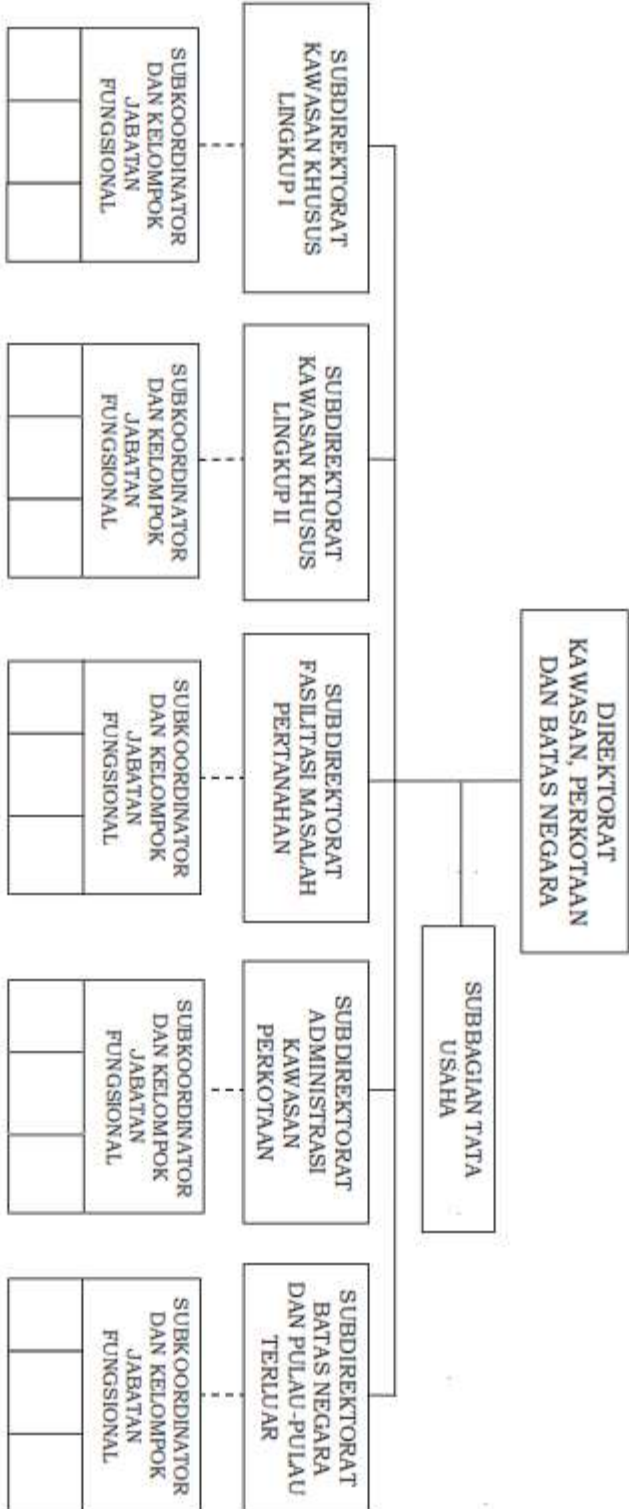 DIREKTORAT
KAWASAN, PERKOTAAN
DAN BATAS NEGARA
SUBBAGIAN TATA
USAHA
SUBDIREKTORAT
KAWASAN KHUSUS
LINGKUP I
SUBDIREKTORAT
KAWASAN KHUSUS
LINGKUP II
SUBDIREKTORAT
FASILITASI MASALAH
PERTANAHAN
SUBDIREKTORAT
ADMINISTRASI
KAWASAN
PERKOTAAN
SUBDIREKTORAT
BATAS NEGARA
DAN PULAU-PULAU
TERLUAR
SUBKOORDINATOR
DAN KELOMPOK
JABATAN
FUNGSIONAL
SUBKOORDINATOR
DAN KELOMPOK
JABATAN
FUNGSIONAL
SUBKOORDINATOR
DAN KELOMPOK
JABATAN
FUNGSIONAL
SUBKOORDINATOR
DAN KELOMPOK
JABATAN
FUNGSIONAL
SUBKOORDINATOR
DAN KELOMPOK
JABATAN
FUNGSIONAL